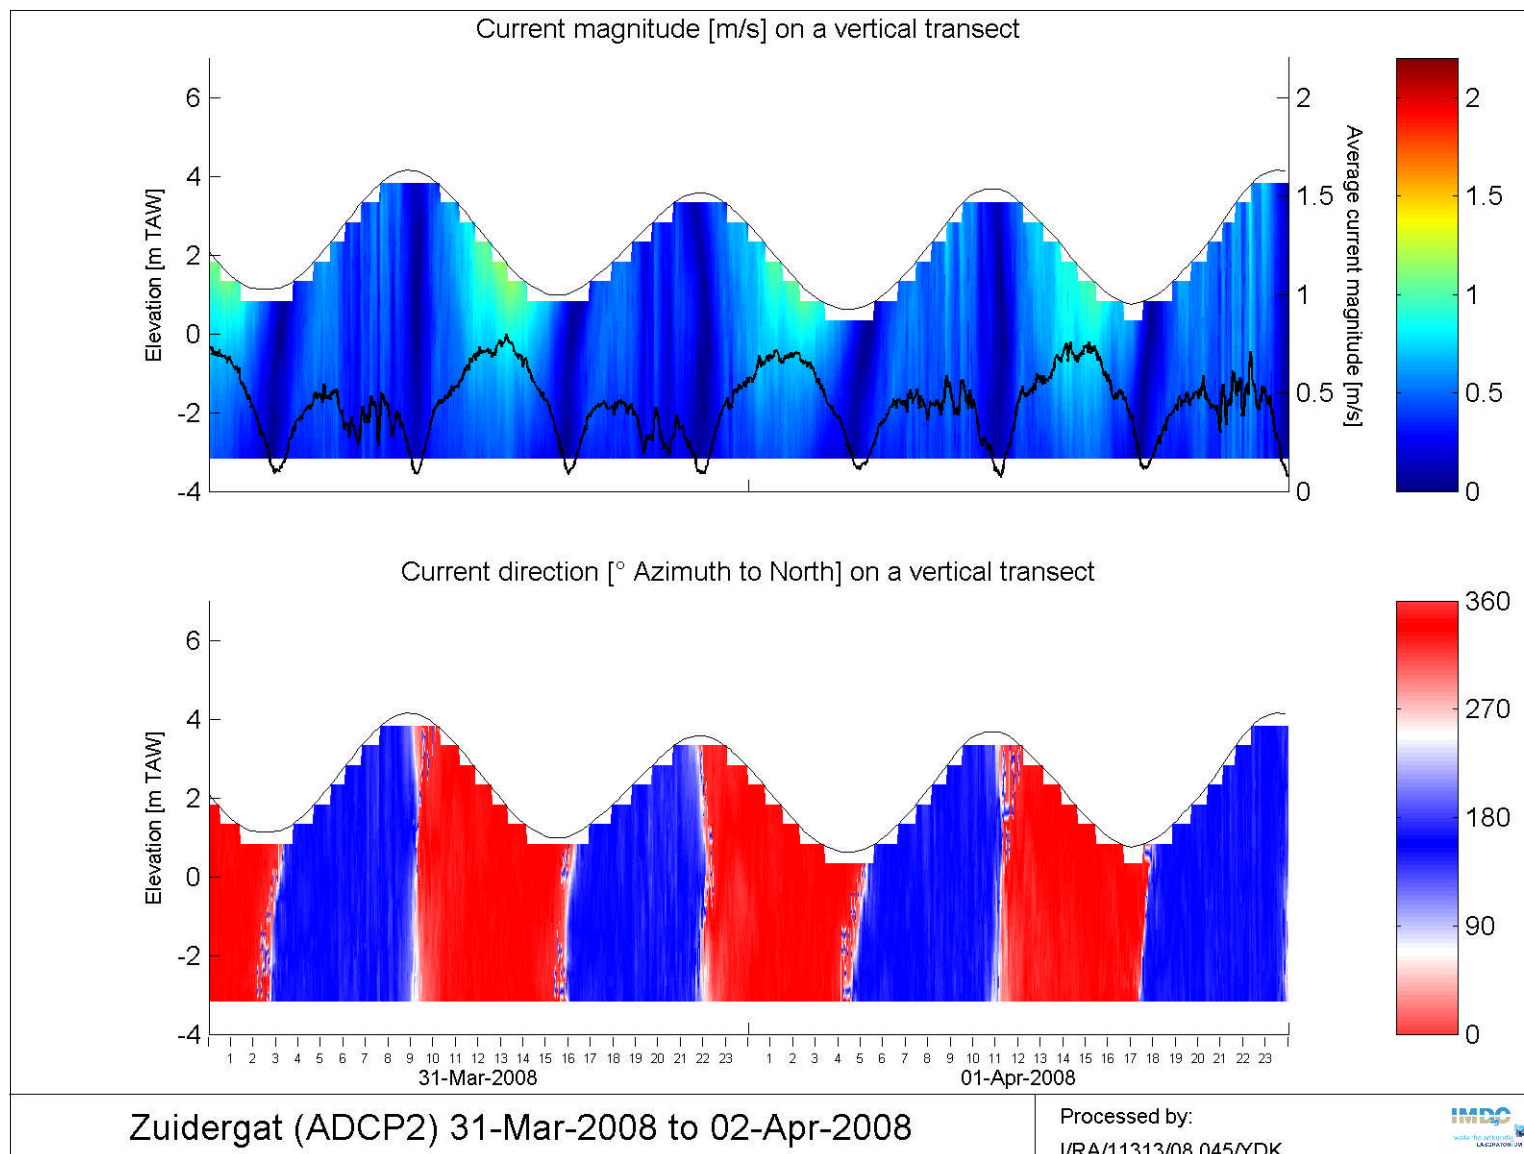 Current magnitude [m/s] on a vertical transect
6
4
2
0
-2
-4
Elevation [m TAW]
2
1.5
1
0.5
0
Average current magnitude [m/s]
2
1.5
1
0.5
0
Current direction [° Azimuth to North] on a vertical transect
6
4
2
0
-2
-4
Elevation [m TAW]
360
270
180
90
0
1 2 3 4 5 6 7 8 9 10 11 12 13 14 15 16 17 18 19 20 21 22 23 1 2 3 4 5 6 7 8 9 10 11 12 13 14 15 16 17 18 19 20 21 22 23
31-Mar-2008 01-Apr-2008
Zuidergat (ADCP2) 31-Mar-2008 to 02-Apr-2008
Processed by:
I/RA/11313/08.045/YDK
IMDC
LABORATORIUM